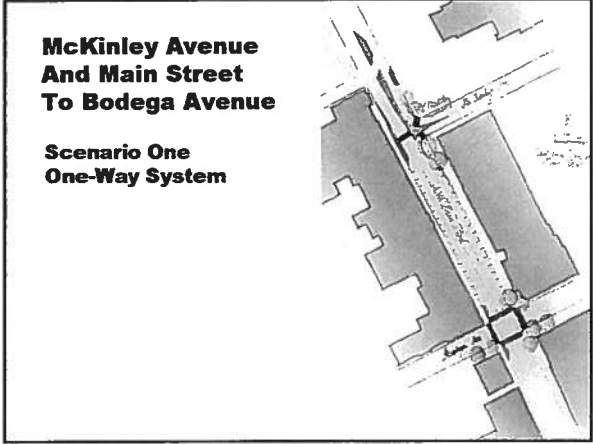 McKinley Avenue
And Main Street
To Bodega Avenue
Scenario One
One-Way System